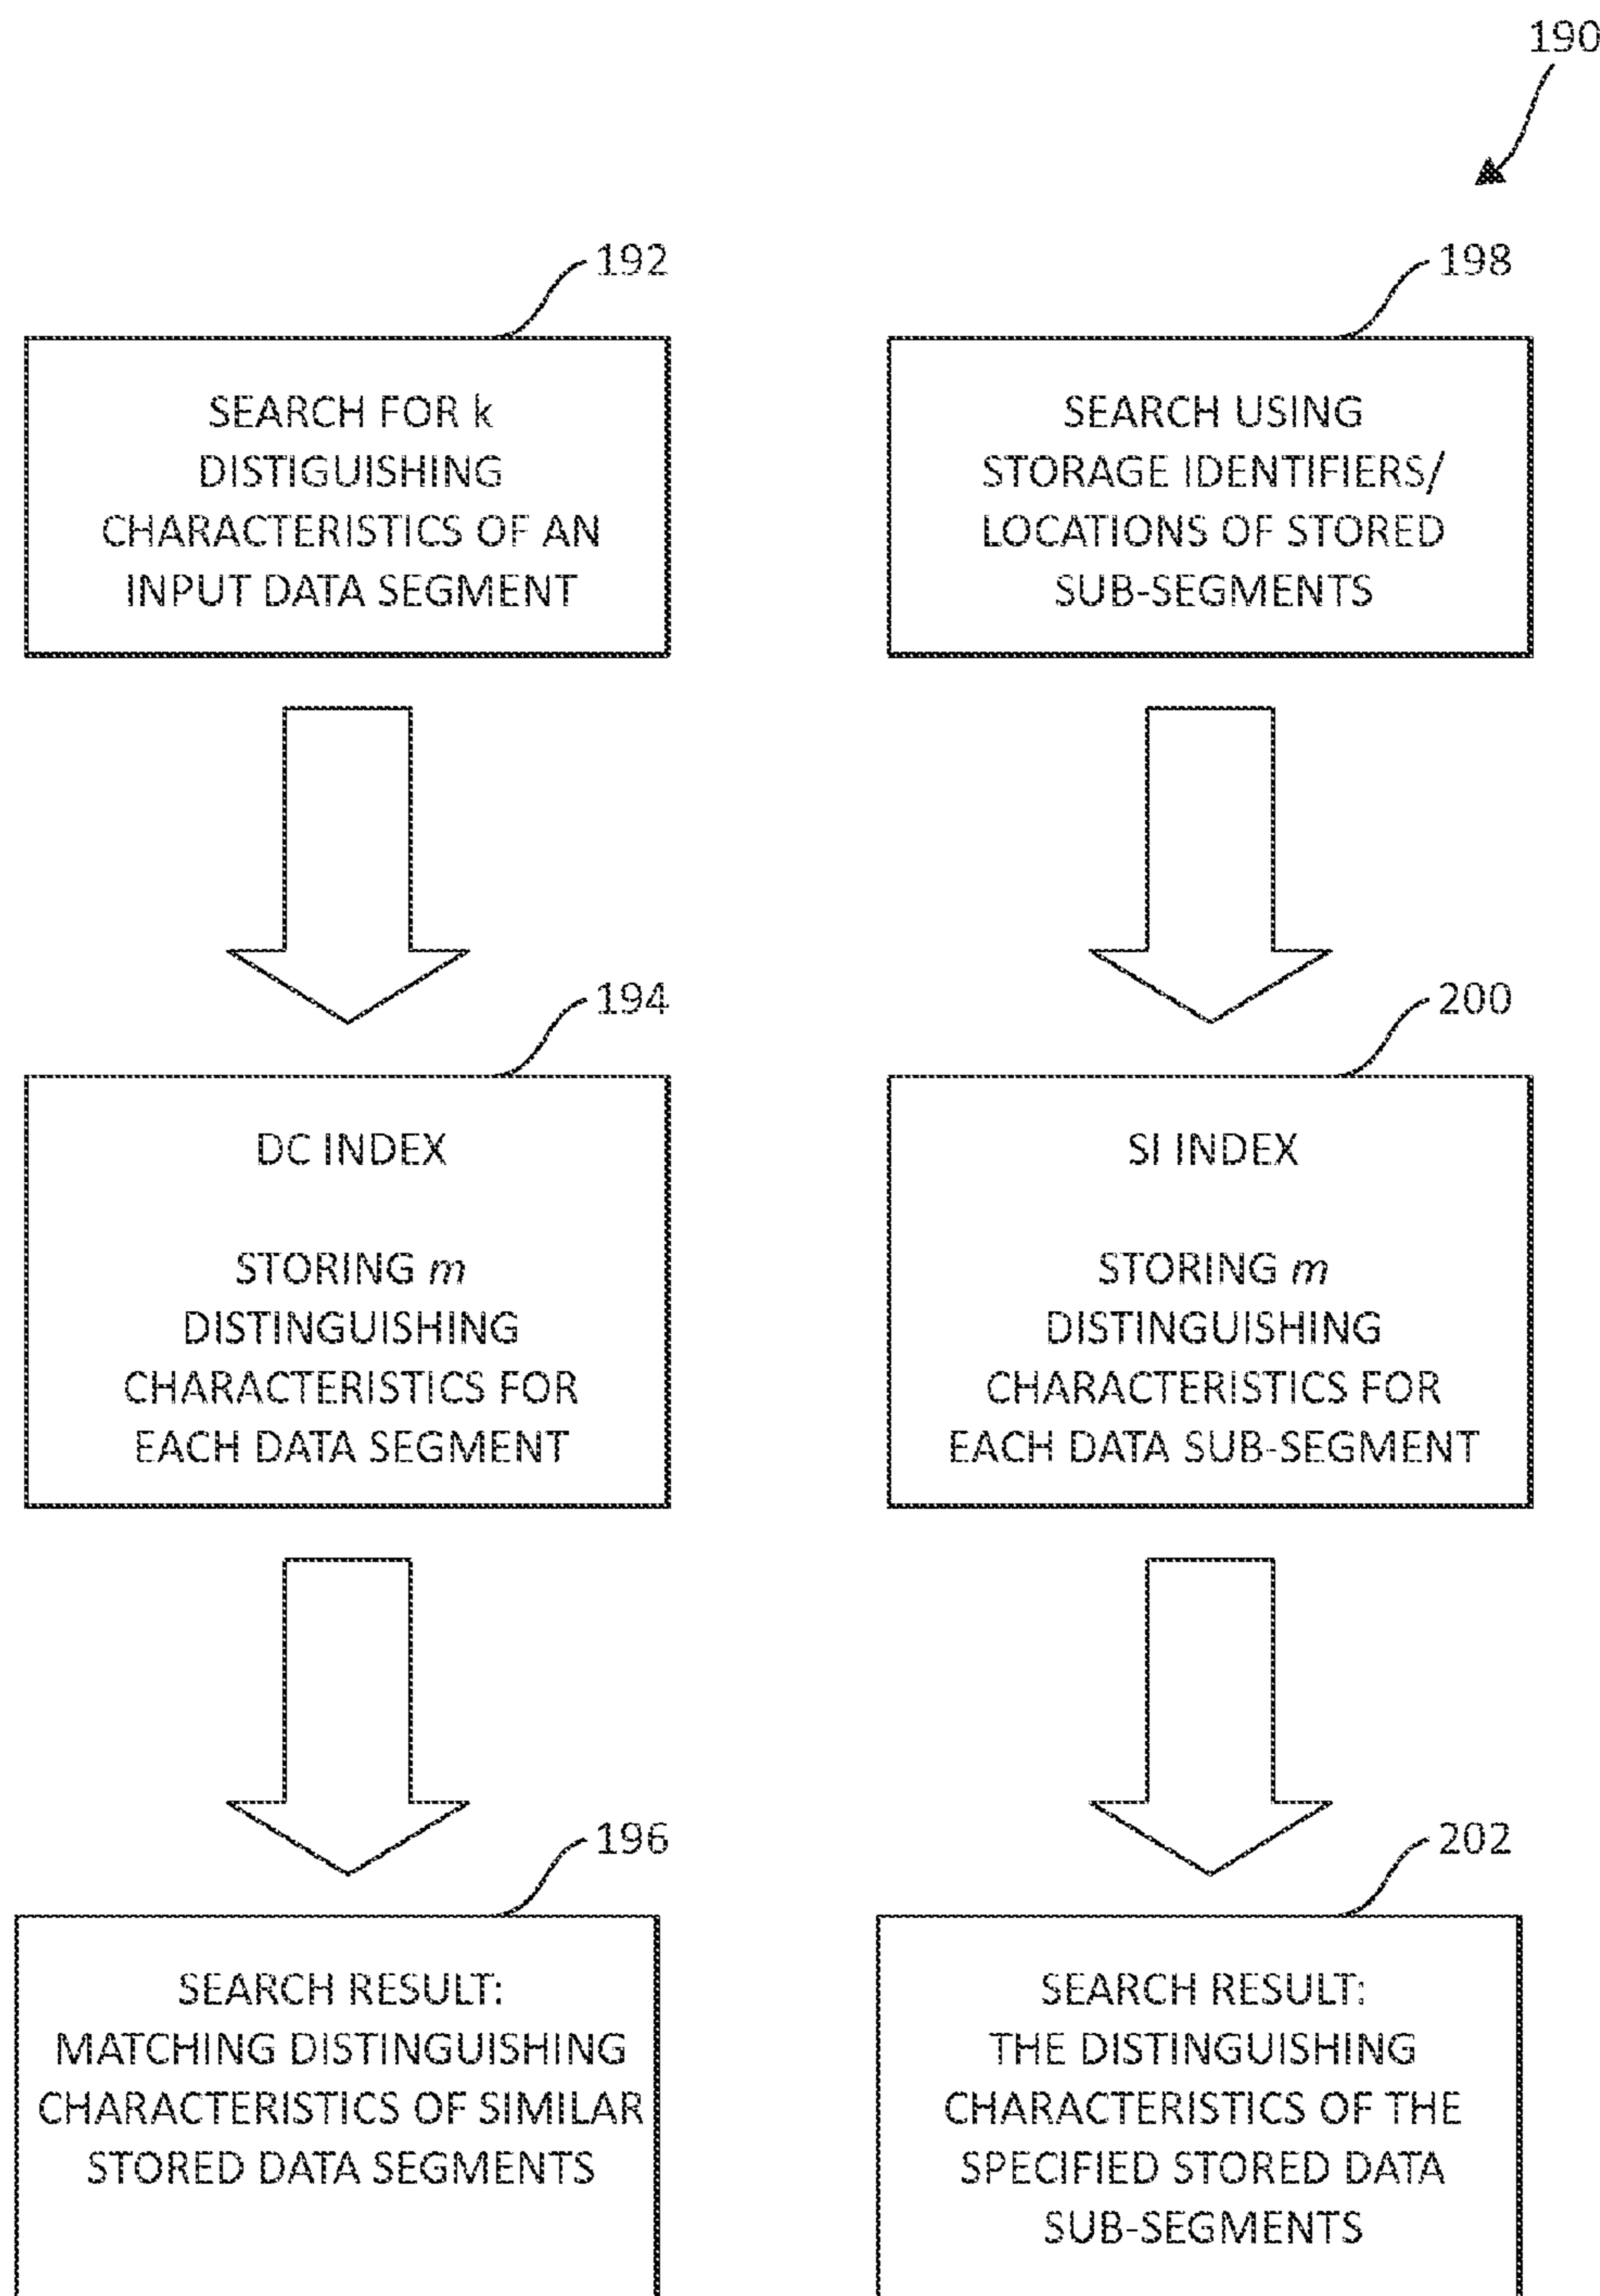 190
192
SEARCH FOR k
DISTIGUISHING
CHARACTERISTICS OF AN
INPUT DATA SEGMENT
198
SEARCH USING
STORAGE IDENTIFIERS/
LOCATIONS OF STORED
SUB-SEGMENTS
194
DC INDEX
STORING m
DISTINGUISHING
CHARACTERISTICS FOR
EACH DATA SEGMENT
200
SI INDEX
STORING m
DISTINGUISHING
CHARACTERISTICS FOR
EACH DATA SUB-SEGMENT
196
SEARCH RESULT:
MATCHING DISTINGUISHING
CHARACTERISTICS OF SIMILAR
STORED DATA SEGMENTS
202
SEARCH RESULT:
THE DISTINGUISHING
CHARACTERISTICS OF THE
SPECIFIED STORED DATA
SUB-SEGMENTS